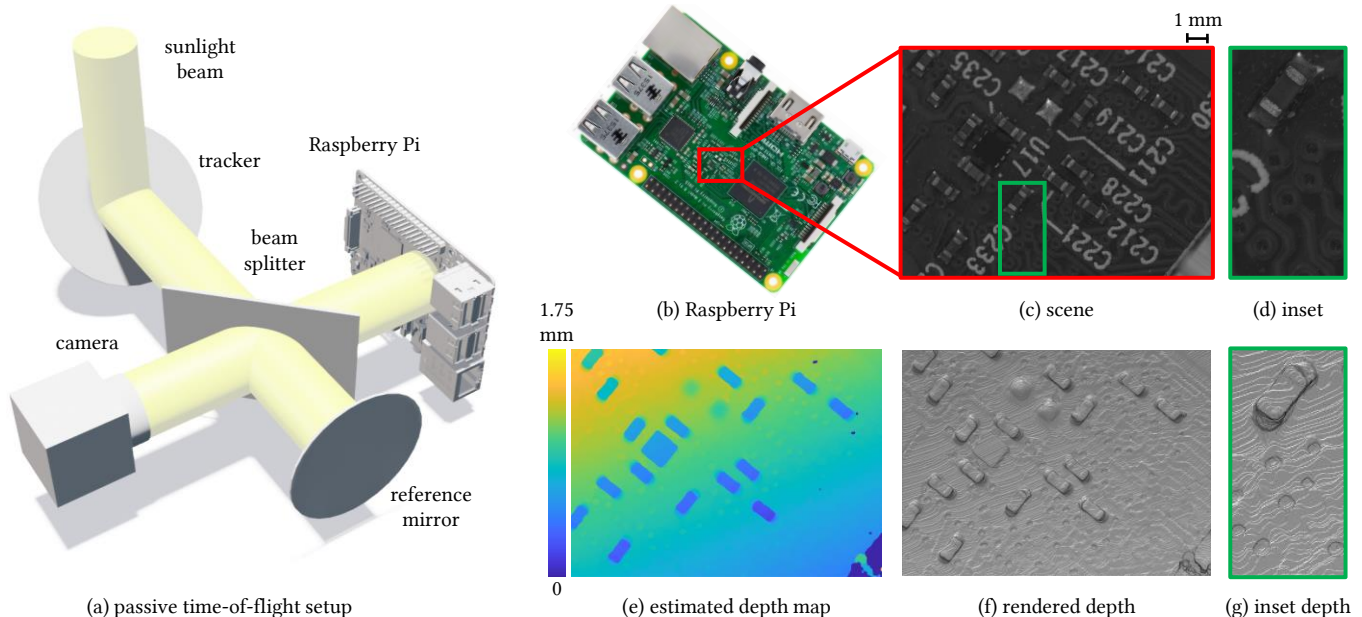 sunlight
beam
tracker
Raspberry Pi
beam
splitter
camera
reference
mirror
(a) passive time-of-flight setup
(b) Raspberry Pi
1 mm
C235
C217
C216
C219
U17
C211
C228
C212
C221
C233
(c) scene
(d) inset
1.75
mm
0
(e) estimated depth map
(f) rendered depth
(g) inset depth